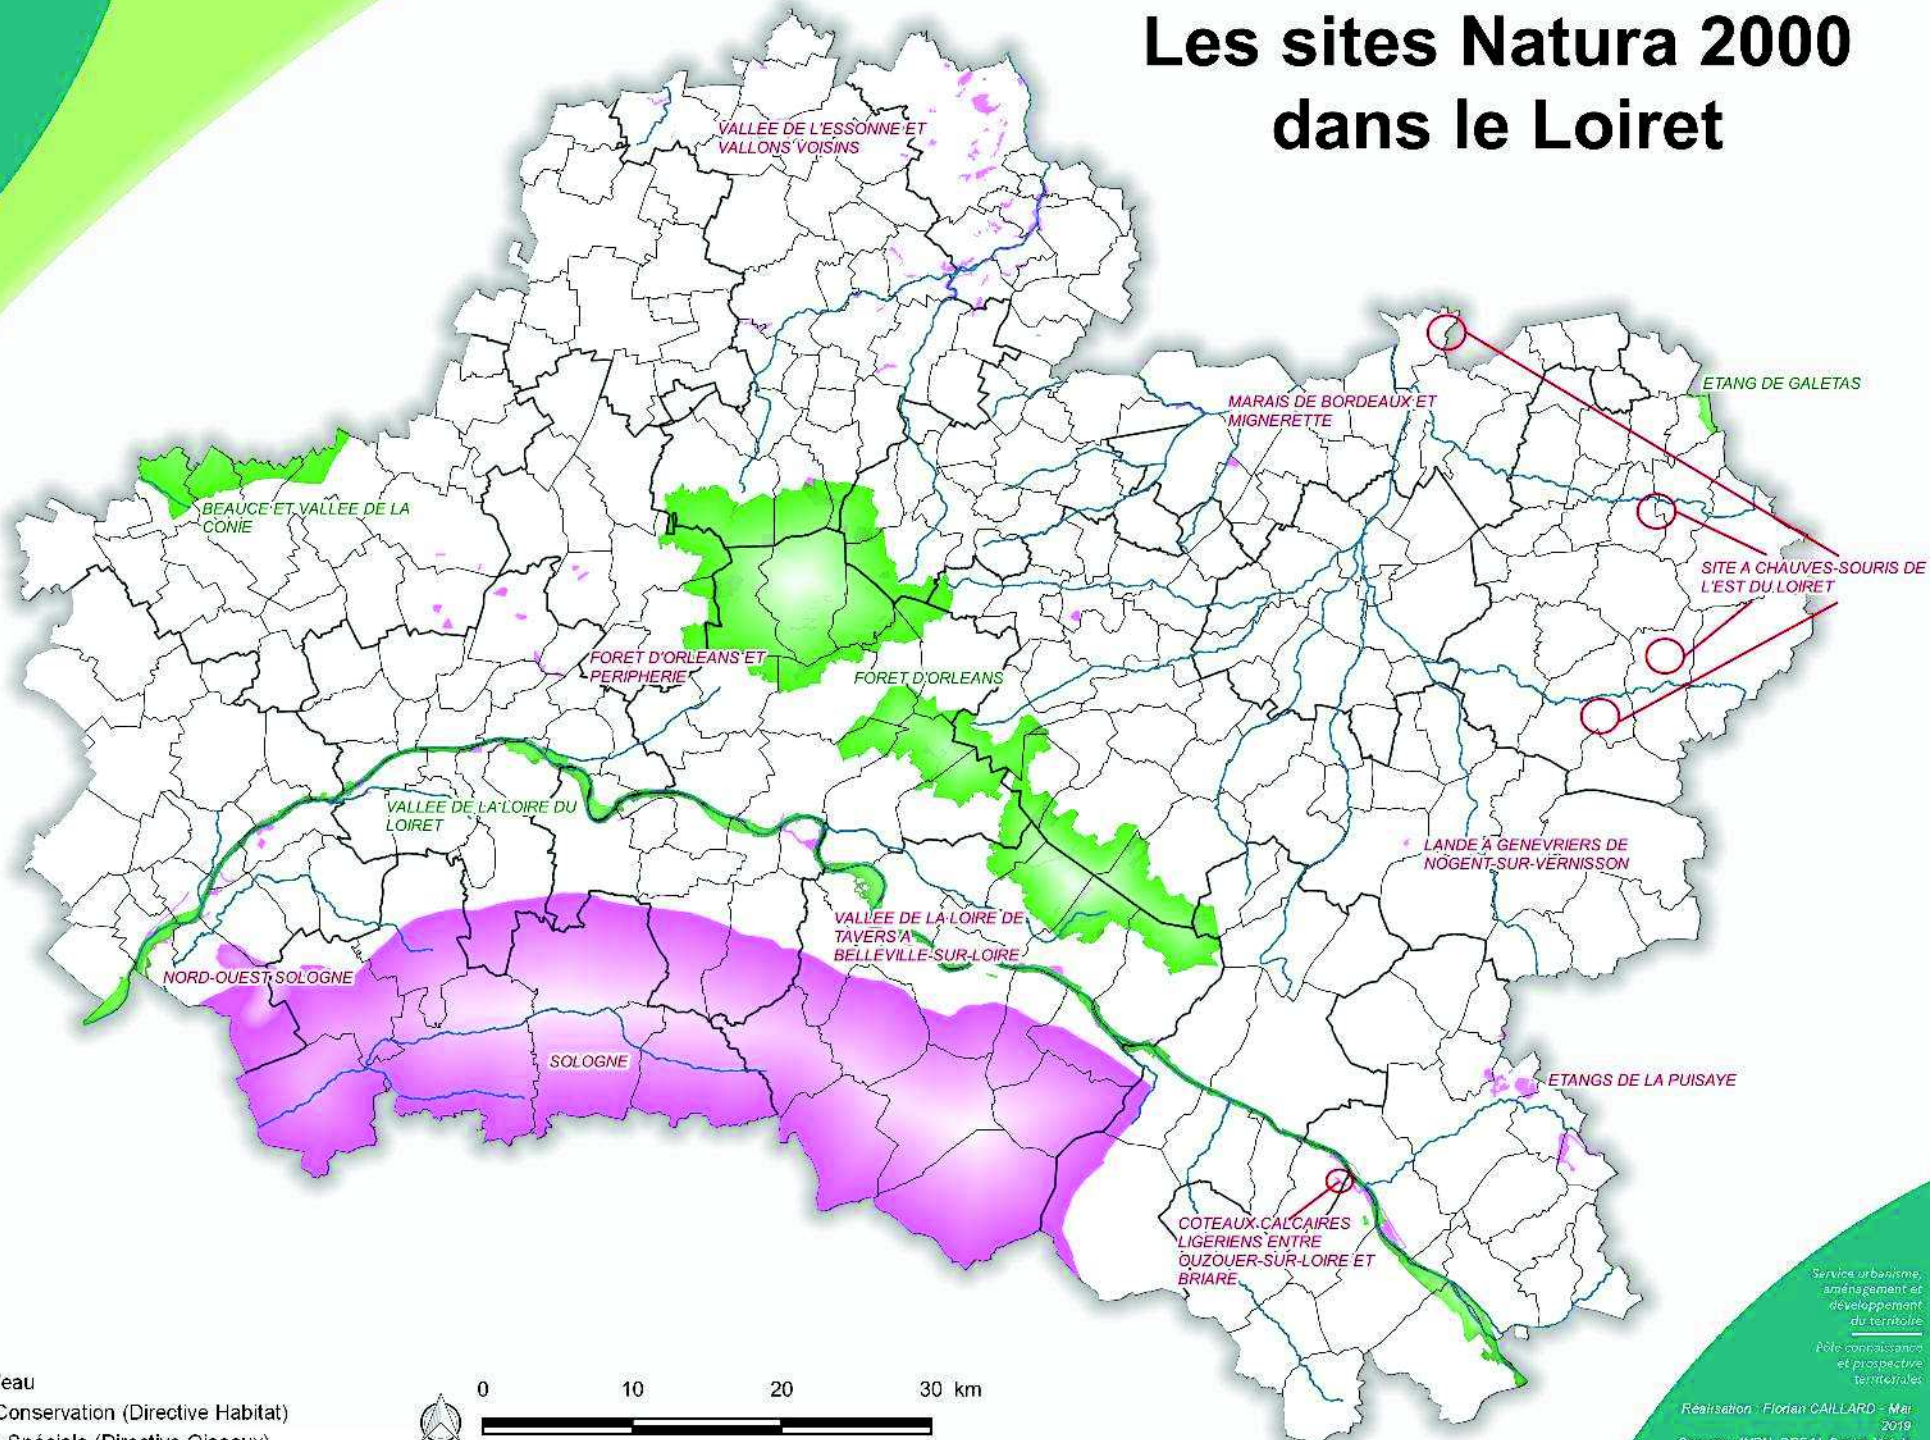 Les sites Natura 2000
dans le Loiret
VALLEE DE L'ESSONNE ET
VALLONS VOISINS
ETANG DE GALETAS
MARAIS DE BORDEAUX ET
MIGNERETTE
BEAUCE ET VALLEE DE LA
CONIE
SITE A CHAUVES-SOURIS DE
L'EST DU LOIRET
FORET D'ORLEANS ET
PERIPHERIE
FORET D'ORLEANS
VALLEE DE LA LOIRE DU
LOIRET
LANDE A GENEVRIERS DE
NOGENT-SUR-VERNISSON
VALLEE DE LA LOIRE DE
TAVERS A
BELLEVILLE-SUR-LOIRE
NORD-OUEST SOLOGNE
SOLOGNE
ETANGS DE LA PUISAYE
COTEAUX CALCAIRES
LIGERIENS ENTRE
OUZOUER-SUR-LOIRE ET
BRIARE
Service urbanisme,
aménagement et
développement
du territoire
Pôle connaissance
et prospective
territoriales
Réalisation : Florian CAILLARD - Mai
2019
eau
Conservation (Directive Habitat)
0 10 20 30 km